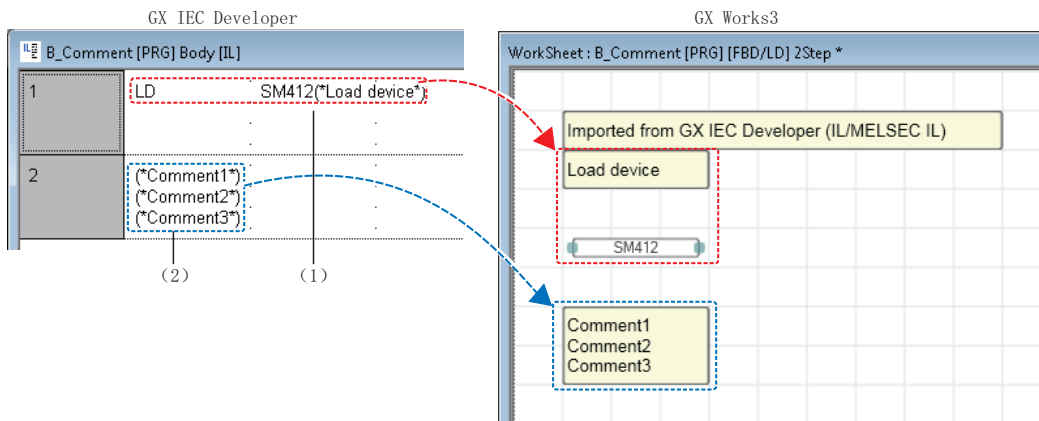 GX IEC Developer
B_Comment [PRG] Body [IL]
1
LD SM412(*Load device*)
2
(*Comment1*)
(*Comment2*)
(*Comment3*)
(2)
(1)
GX Works3
WorkSheet : B_Comment [PRG] [FBD/LD] 2Step *
Imported from GX IEC Developer (IL/MELSEC IL)
Load device
SM412
Comment1
Comment2
Comment3